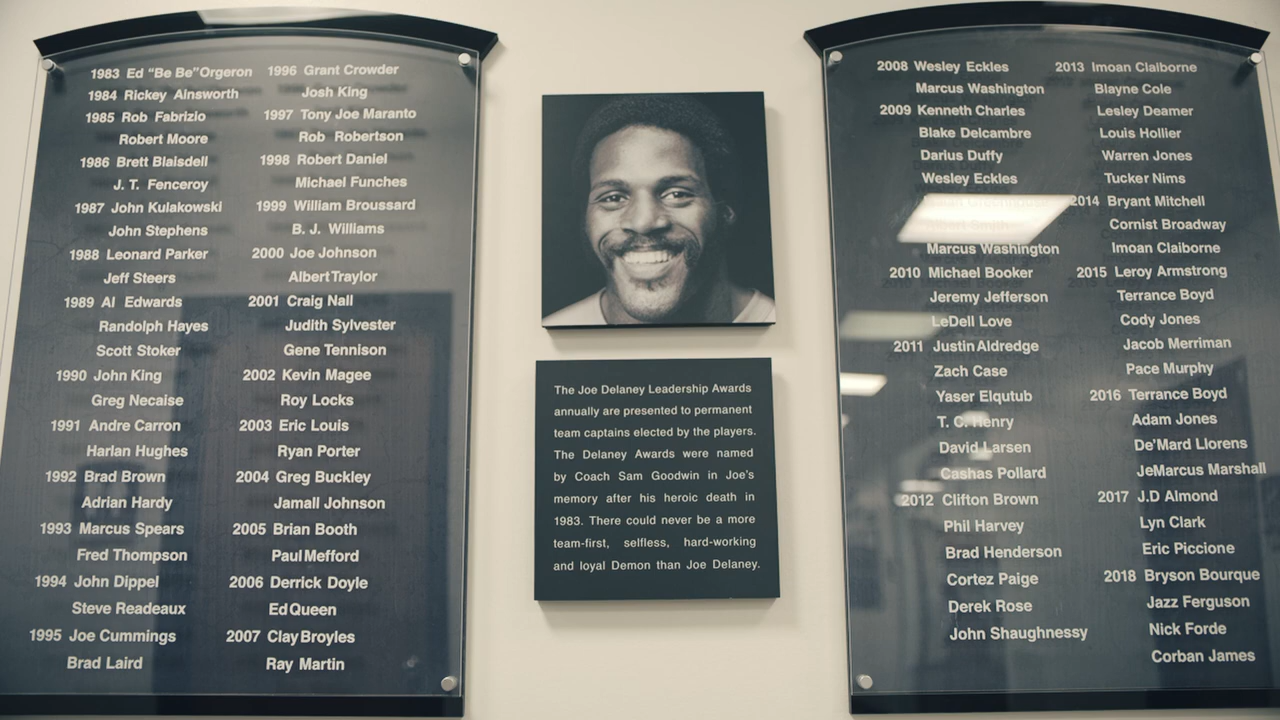 1983 Ed “Be Be”Orgeron
1984 Rickey Ainsworth
1985 Rob Fabrizio
Robert Moore
1986 Brett Blaisdell
J. T. Fenceroy
1987 John Kulakowski
John Stephens
1988 Leonard Parker
Jeff Steers
1989 Al Edwards
Randolph Hayes
Scott Stoker
1990 John King
Greg Necaise
1991 Andre Carron
Harlan Hughes
1992 Brad Brown
Adrian Hardy
1993 Marcus Spears
Fred Thompson
1994 John Dippel
Steve Readeaux
1995 Joe Cummings
Brad Laird
1996 Grant Crowder
Josh King
1997 Tony Joe Maranto
Rob Robertson
1998 Robert Daniel
Michael Funches
1999 William Broussard
B. J. Williams
2000 Joe Johnson
Albert Traylor
2001 Craig Nall
Judith Sylvester
Gene Tennison
2002 Kevin Magee
Roy Locks
2003 Eric Louis
Ryan Porter
2004 Greg Buckley
Jamall Johnson
2005 Brian Booth
Paul Mefford
2006 Derrick Doyle
Ed Queen
2007 Clay Broyles
Ray Martin
The Joe Delaney Leadership Awards
annually are presented to permanent
team captains elected by the players.
The Delaney Awards were named
by Coach Sam Goodwin in Joe’s
memory after his heroic death in
1983. There could never be a more
team-first, selfless, hard-working
and loyal Demon than Joe Delaney.
2008 Wesley Eckles
Marcus Washington
2009 Kenneth Charles
Blake Delcambre
Darius Duffy
Wesley Eckles
Marcus Washington
2010 Michael Booker
Jeremy Jefferson
LeDell Love
2011 Justin Aldredge
Zach Case
Yaser Elqutub
T. C. Henry
David Larsen
Cashas Pollard
2012 Clifton Brown
Phil Harvey
Brad Henderson
Cortez Paige
Derek Rose
John Shaughnessy
2013 Imoan Claiborne
Blayne Cole
Lesley Deamer
Louis Hollier
Warren Jones
Tucker Nims
2014 Bryant Mitchell
Cornist Broadway
Imoan Claiborne
2015 Leroy Armstrong
Terrance Boyd
Cody Jones
Jacob Merriman
Pace Murphy
2016 Terrance Boyd
Adam Jones
De’Mard Llorens
JeMarcus Marshall
2017 J.D Almond
Lyn Clark
Eric Piccione
2018 Bryson Bourque
Jazz Ferguson
Nick Forde
Corban James